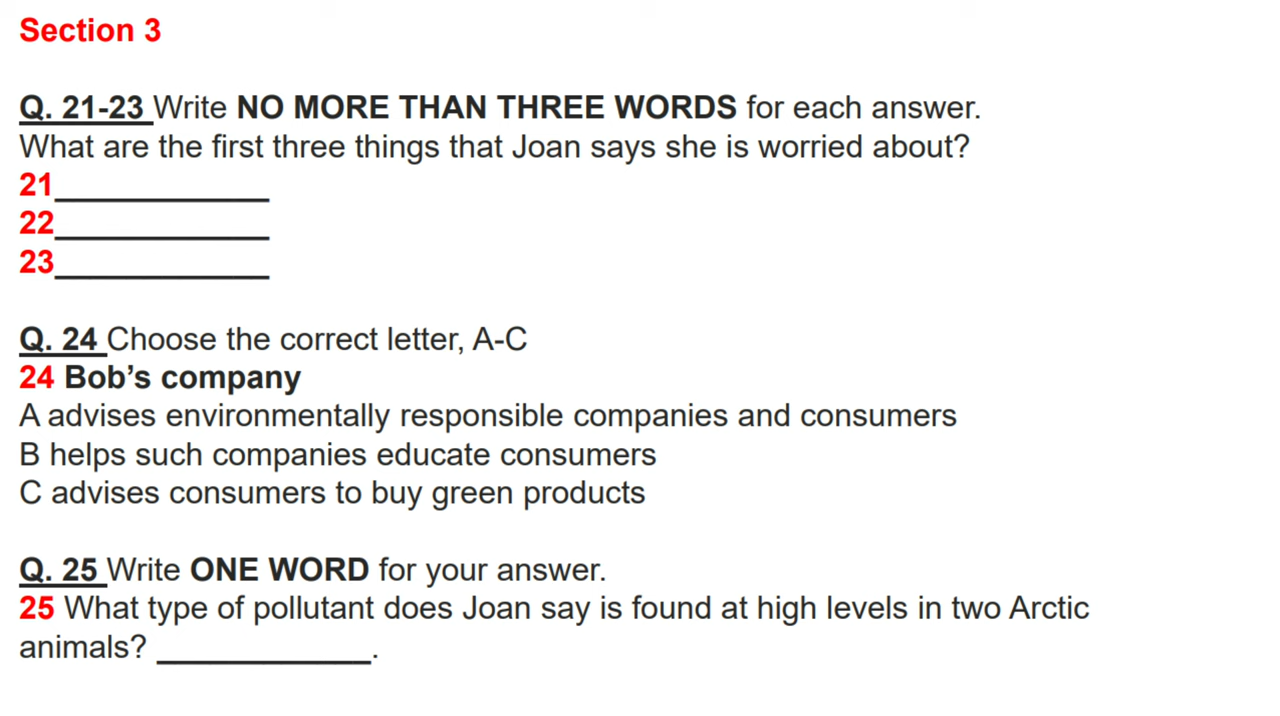 Section 3
Q. 21-23 Write NO MORE THAN THREE WORDS for each answer.
What are the first three things that Joan says she is worried about?
21____________
22____________
23____________
Q. 24 Choose the correct letter, A-C
24 Bob’s company
A advises environmentally responsible companies and consumers
B helps such companies educate consumers
C advises consumers to buy green products
Q. 25 Write ONE WORD for your answer.
25 What type of pollutant does Joan say is found at high levels in two Arctic
animals? ____________.